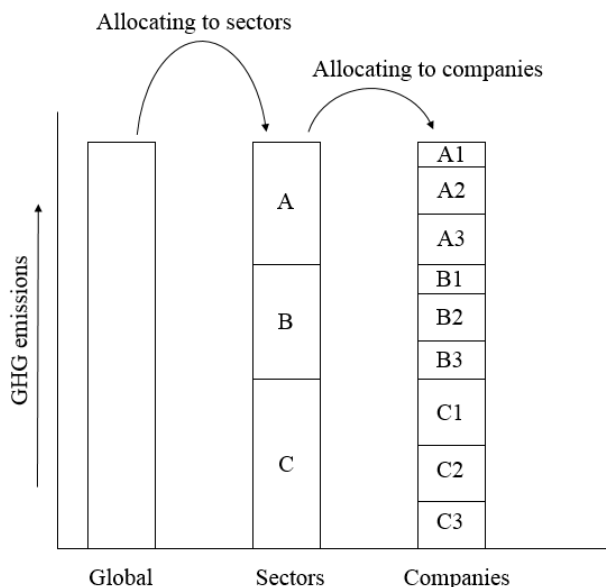 Allocating to sectors
Allocating to companies
GHG emissions
A
B
C
A1
A2
A3
B1
B2
B3
C1
C2
C3
Global
Sectors
Companies